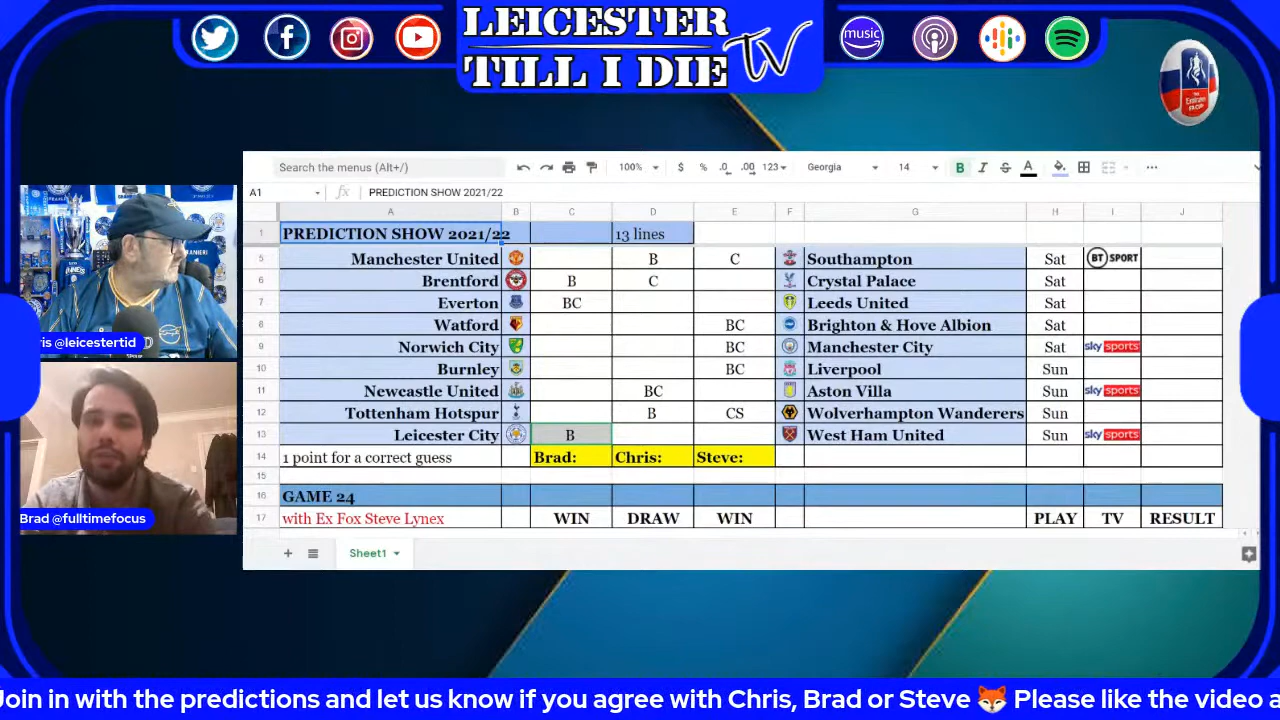 LEICESTER
TILL I DIE TV
music
Search the menus (Alt+/)
100%
$ % .0 .00 123
Georgia
14
B I S A
A1
fx PREDICTION SHOW 2021/22
A B C D E F G H I J
1 PREDICTION SHOW 2021/22 13 lines
5 Manchester United B C Southampton Sat BT SPORT
6 Brentford B C Crystal Palace Sat
7 Everton BC Leeds United Sat
8 Watford BC Brighton & Hove Albion Sat
9 Norwich City BC Manchester City Sat sky sports
10 Burnley BC Liverpool Sun
11 Newcastle United BC Aston Villa Sun sky sports
12 Tottenham Hotspur B CS Wolverhampton Wanderers Sun
13 Leicester City B West Ham United Sun sky sports
14 1 point for a correct guess Brad: Chris: Steve:
15
16 GAME 24
17 with Ex Fox Steve Lynex WIN DRAW WIN PLAY TV RESULT
Sheet1
ris @leicestertid
Brad @fulltimefocus
Join in with the predictions and let us know if you agree with Chris, Brad or Steve 🦊 Please like the video a